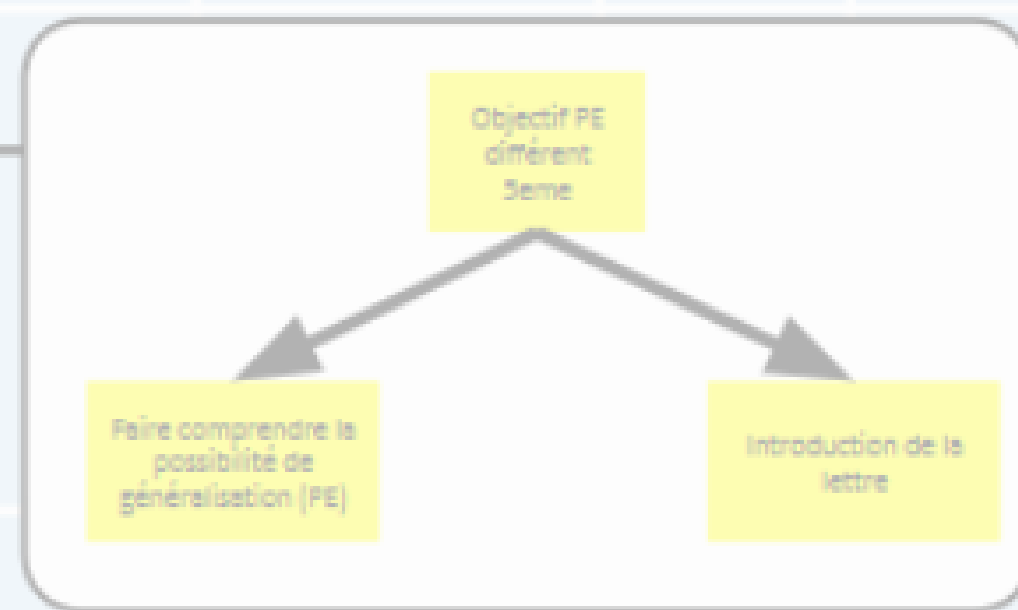 Objectif PE
différent
5eme
Faire comprendre la
possibilité de
généralisation (PE)
Introduction de la
lettre